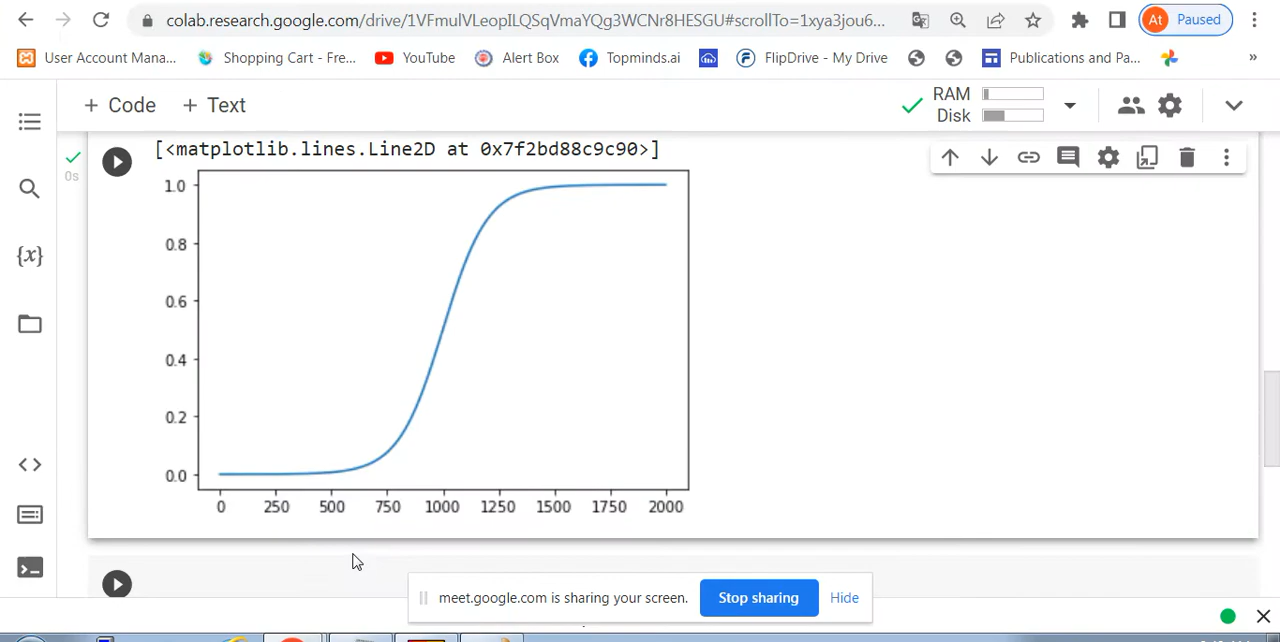 colab.research.google.com/drive/1VFmulVLeopILQSqVmaYQg3WCNr8HESGU#scrollTo=1xya3jou6...
At Paused
User Account Mana... Shopping Cart - Fre... YouTube Alert Box Topminds.ai FlipDrive - My Drive Publications and Pa... »
+ Code + Text
RAM
Disk
[<matplotlib.lines.Line2D at 0x7f2bd88c9c90>]
0s
{x}
1.0
0.8
0.6
0.4
0.2
0.0
0 250 500 750 1000 1250 1500 1750 2000
meet.google.com is sharing your screen. Stop sharing Hide